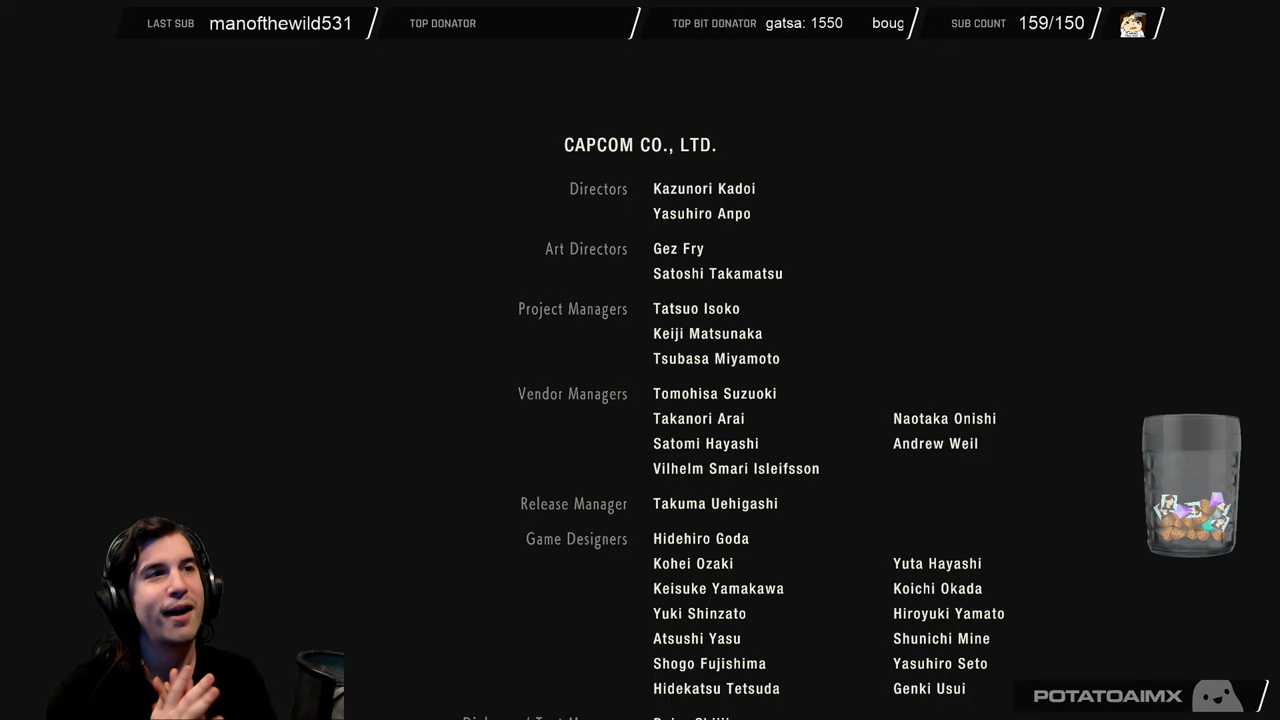 LAST SUB manofthewild531 TOP DONATOR TOP BIT DONATOR gatsa: 1550 boug SUB COUNT 159/150
CAPCOM CO., LTD.
Directors Kazunori Kadoi
Yasuhiro Anpo
Art Directors Gez Fry
Satoshi Takamatsu
Project Managers Tatsuo Isoko
Keiji Matsunaka
Tsubasa Miyamoto
Vendor Managers Tomohisa Suzuoki
Takanori Arai Naotaka Onishi
Satomi Hayashi Andrew Weil
Vilhelm Smari Isleifsson
Release Manager Takuma Uehigashi
Game Designers Hidehiro Goda
Kohei Ozaki Yuta Hayashi
Keisuke Yamakawa Koichi Okada
Yuki Shinzato Hiroyuki Yamato
Atsushi Yasu Shunichi Mine
Shogo Fujishima Yasuhiro Seto
Hidekatsu Tetsuda Genki Usui
POTATOAIMX